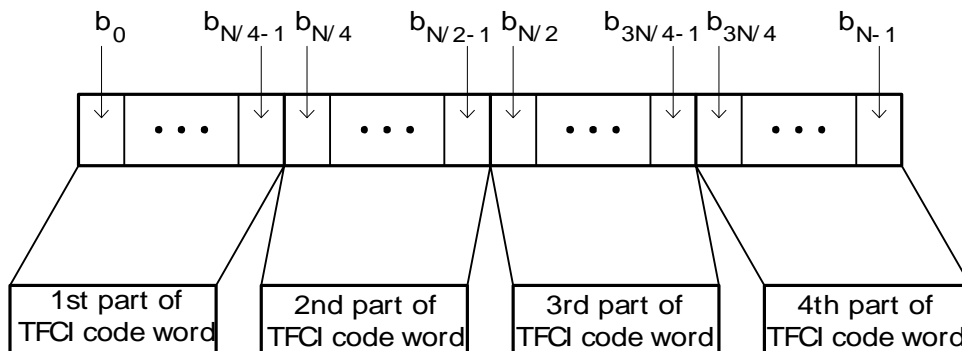 b0 bN/4-1 bN/4 bN/2-1 bN/2 b3N/4-1 b3N/4 bN-1
1st part of
TFCI code word
2nd part of
TFCI code word
3rd part of
TFCI code word
4th part of
TFCI code word